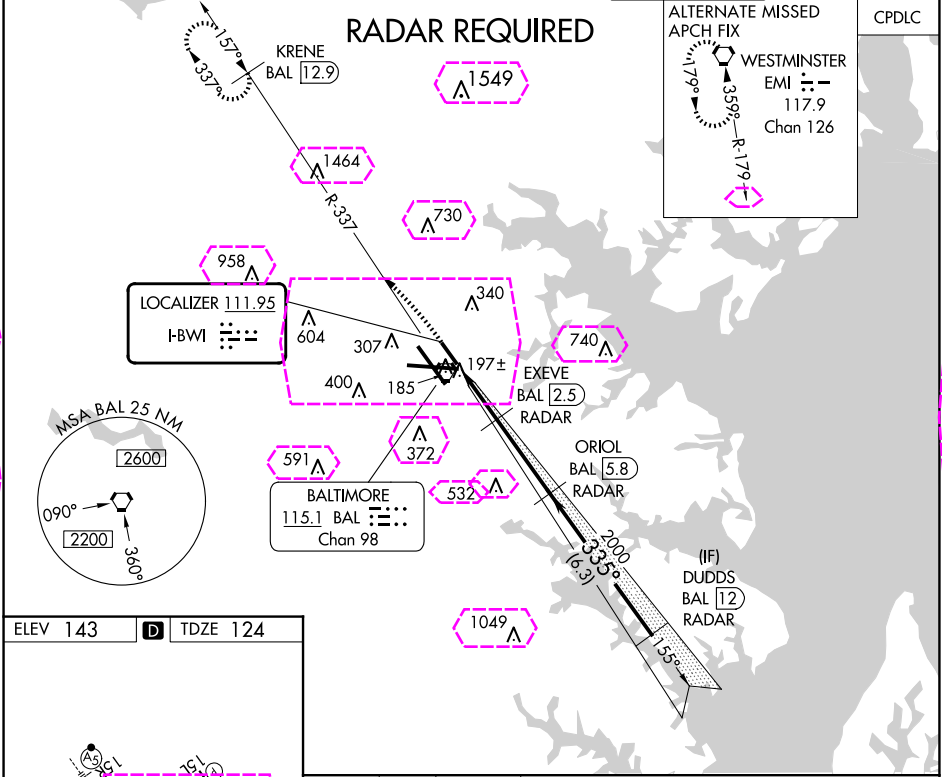 RADAR REQUIRED
ALTERNATE MISSED
APCH FIX
CPDLC
WESTMINSTER
EMI
117.9
Chan 126
179°
359°
R-179
157°
337°
KRENE
BAL 12.9
1549
1464
R-337
730
958
LOCALIZER 111.95
I-BWI
604
340
307
740
197±
185
400
EXEVE
BAL 2.5
RADAR
372
591
532
ORIOL
BAL 5.8
RADAR
MSA BAL 25 NM
2600
090°
2200
360°
BALTIMORE
115.1 BAL
Chan 98
2000
335°
(6.3)
(IF)
DUDDS
BAL 12
RADAR
155°
1049
ELEV 143 D TDZE 124
A5
15R
15L